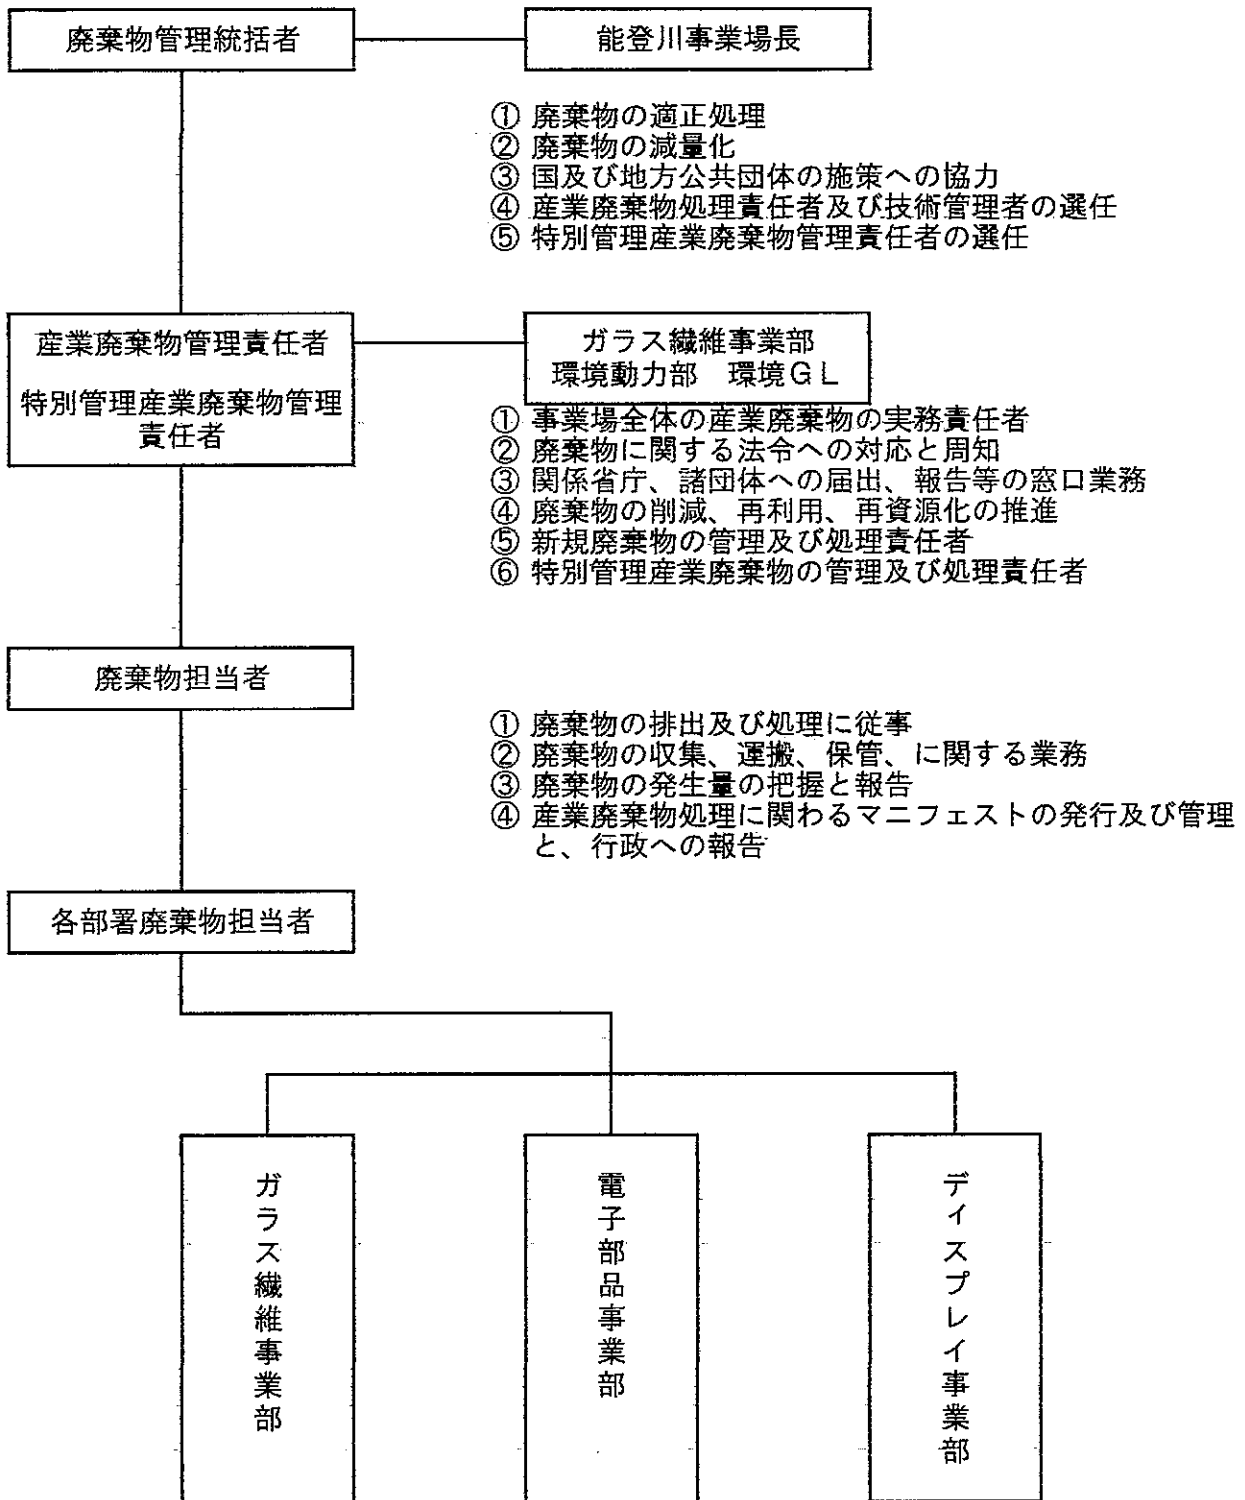 廃棄物管理統括者
能登川事業場長
① 廃棄物の適正処理
② 廃棄物の減量化
③ 国及び地方公共団体の施策への協力
④ 産業廃棄物処理責任者及び技術管理者の選任
⑤ 特別管理産業廃棄物管理責任者の選任
産業廃棄物管理責任者
特別管理産業廃棄物管理
責任者
ガラス繊維事業部
環境動力部 環境GL
① 事業場全体の産業廃棄物の実務責任者
② 廃棄物に関する法令への対応と周知
③ 関係省庁、諸団体への届出、報告等の窓口業務
④ 廃棄物の削減、再利用、再資源化の推進
⑤ 新規廃棄物の管理及び処理責任者
⑥ 特別管理産業廃棄物の管理及び処理責任者
廃棄物担当者
① 廃棄物の排出及び処理に従事
② 廃棄物の収集、運搬、保管、に関する業務
③ 廃棄物の発生量の把握と報告
④ 産業廃棄物処理に関わるマニフェストの発行及び管理
と、行政への報告
各部署廃棄物担当者
ガラス繊維事業部
電子部品事業部
ディスプレイ事業部